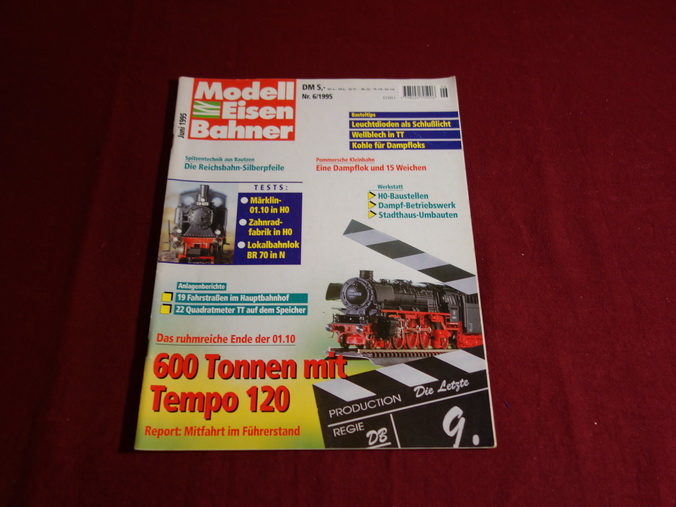 Modell
Eisen
Bahner
Juni 1995
DM 5,-
Nr. 6/1995
Basteltips
Leuchtdioden als Schlußlicht
Wellblech in TT
Kohle für Dampfloks
Spitzentechnik aus Bautzen
Die Reichsbahn-Silberpfeile
Pommersche Kleinbahn
Eine Dampflok und 15 Weichen
TESTS:
Märklin-
01.10 in H0
Zahnrad-
fabrik in H0
Lokalbahnlok
BR 70 in N
Werkstatt
H0-Baustellen
Dampf-Betriebswerk
Stadthaus-Umbauten
Anlagenberichte
19 Fahrstraßen im Hauptbahnhof
22 Quadratmeter TT auf dem Speicher
Das ruhmreiche Ende der 01.10
600 Tonnen mit
Tempo 120
Report: Mitfahrt im Führerstand
PRODUCTION Die Letzte
REGIE DB 9.